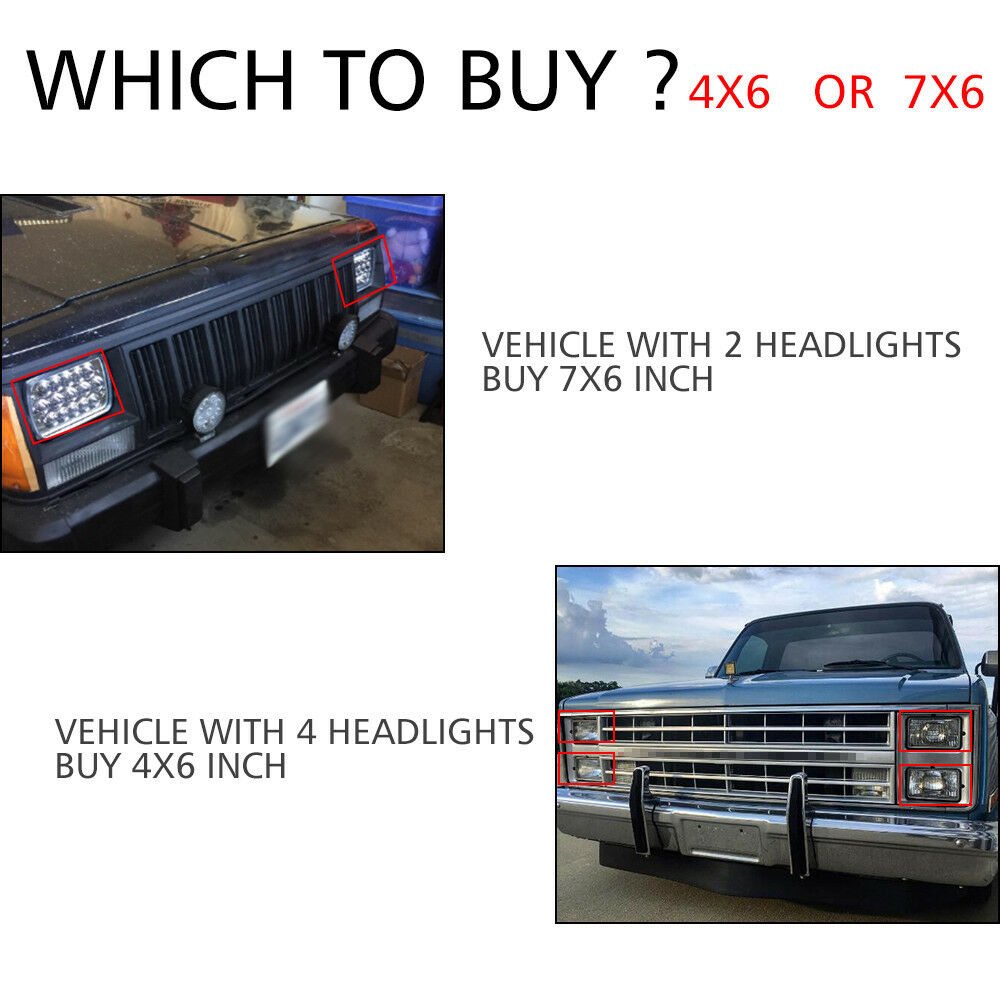 WHICH TO BUY ? 4X6 OR 7X6
VEHICLE WITH 2 HEADLIGHTS
BUY 7X6 INCH
VEHICLE WITH 4 HEADLIGHTS
BUY 4X6 INCH